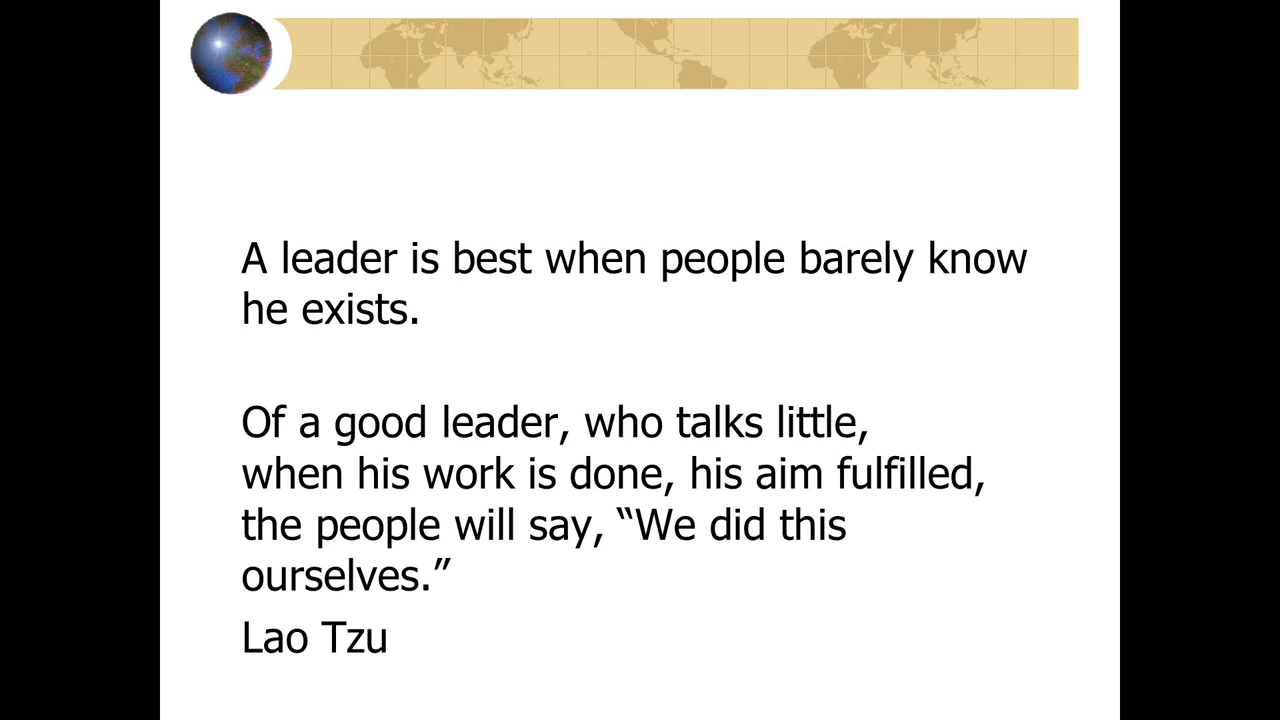 A leader is best when people barely know
he exists.
Of a good leader, who talks little,
when his work is done, his aim fulfilled,
the people will say, “We did this
ourselves.”
Lao Tzu